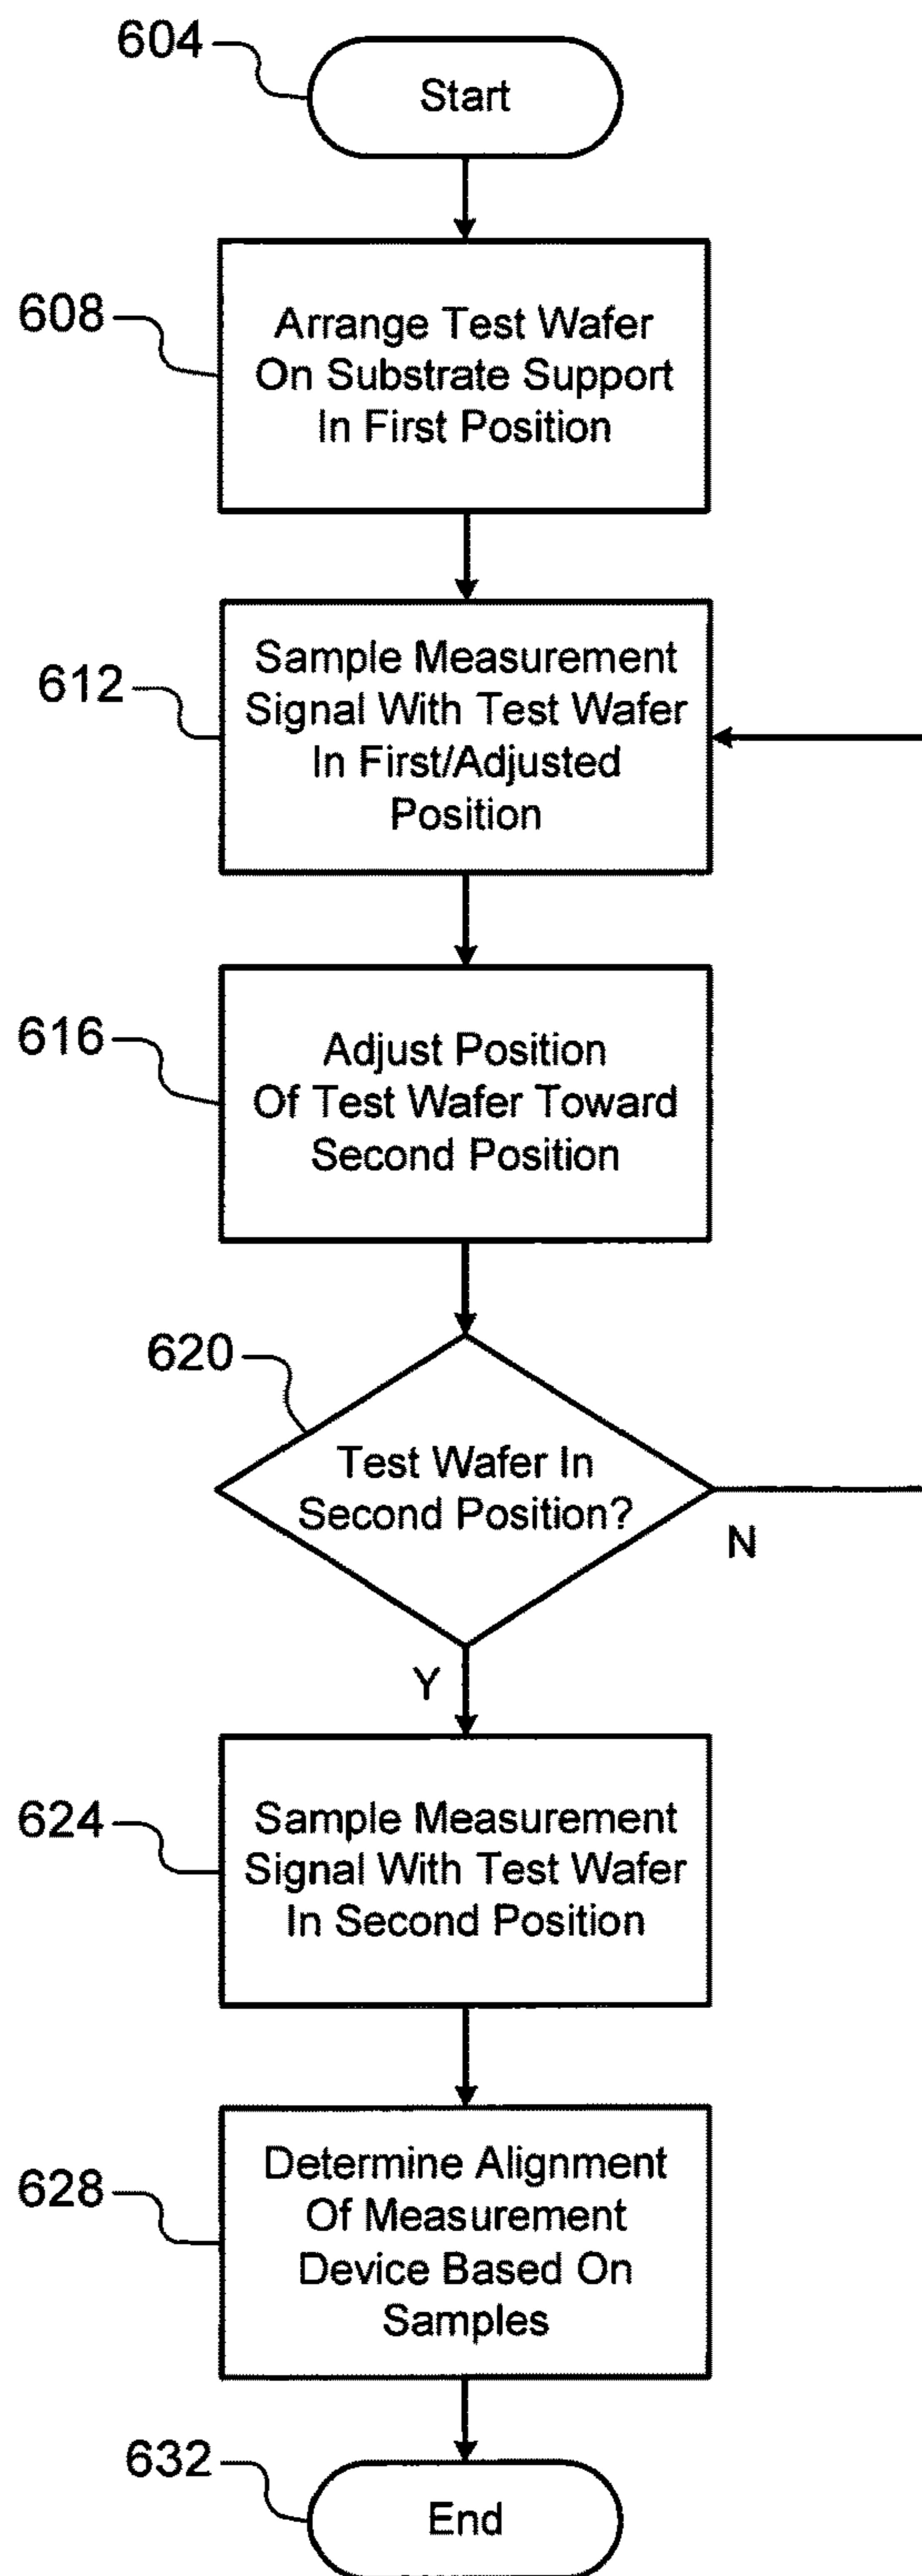 604
Start
608
Arrange Test Wafer
On Substrate Support
In First Position
612
Sample Measurement
Signal With Test Wafer
In First/Adjusted
Position
616
Adjust Position
Of Test Wafer Toward
Second Position
620
Test Wafer In
Second Position?
N
Y
624
Sample Measurement
Signal With Test Wafer
In Second Position
628
Determine Alignment
Of Measurement
Device Based On
Samples
632
End